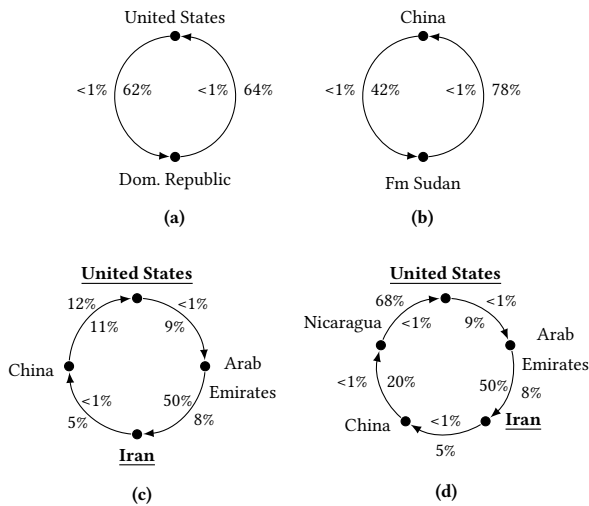 United States
<1% 62% <1% 64%
Dom. Republic
(a)
China
<1% 42% <1% 78%
Fm Sudan
(b)
United States
12% <1%
11% 9%
China
Arab
Emirates
<1% 50%
5% 8%
Iran
(c)
United States
68% <1%
Nicaragua <1% 9%
Arab
Emirates
<1% 20% 50% 8%
China <1% Iran
5%
(d)